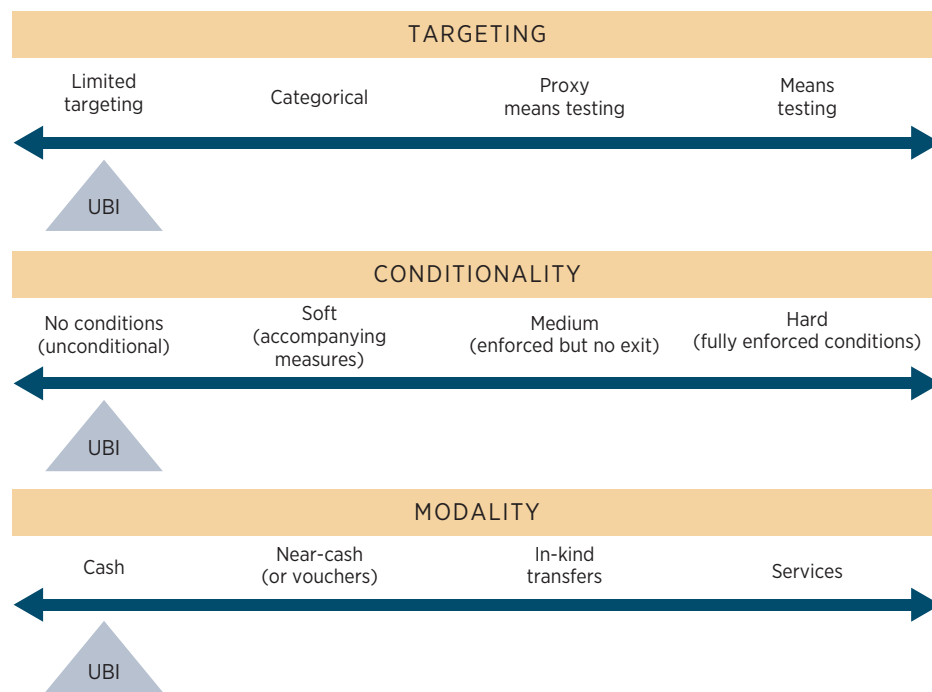 TARGETING
Limited
targeting
Categorical
Proxy
means testing
Means
testing
UBI
CONDITIONALITY
No conditions
(unconditional)
Soft
(accompanying
measures)
Medium
(enforced but no exit)
Hard
(fully enforced conditions)
UBI
MODALITY
Cash
Near-cash
(or vouchers)
In-kind
transfers
Services
UBI